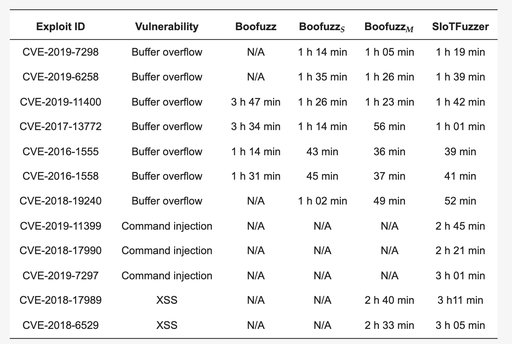 Exploit ID Vulnerability Boofuzz BoofuzzS BoofuzzM SIoTFuzzer
CVE-2019-7298 Buffer overflow N/A 1 h 14 min 1 h 05 min 1 h 19 min
CVE-2019-6258 Buffer overflow N/A 1 h 35 min 1 h 26 min 1 h 39 min
CVE-2019-11400 Buffer overflow 3 h 47 min 1 h 26 min 1 h 23 min 1 h 42 min
CVE-2017-13772 Buffer overflow 3 h 34 min 1 h 14 min 56 min 1 h 01 min
CVE-2016-1555 Buffer overflow 1 h 14 min 43 min 36 min 39 min
CVE-2016-1558 Buffer overflow 1 h 31 min 45 min 37 min 41 min
CVE-2018-19240 Buffer overflow N/A 1 h 02 min 49 min 52 min
CVE-2019-11399 Command injection N/A N/A N/A 2 h 45 min
CVE-2018-17990 Command injection N/A N/A N/A 2 h 21 min
CVE-2019-7297 Command injection N/A N/A N/A 3 h 01 min
CVE-2018-17989 XSS N/A N/A 2 h 40 min 3 h11 min
CVE-2018-6529 XSS N/A N/A 2 h 33 min 3 h 05 min